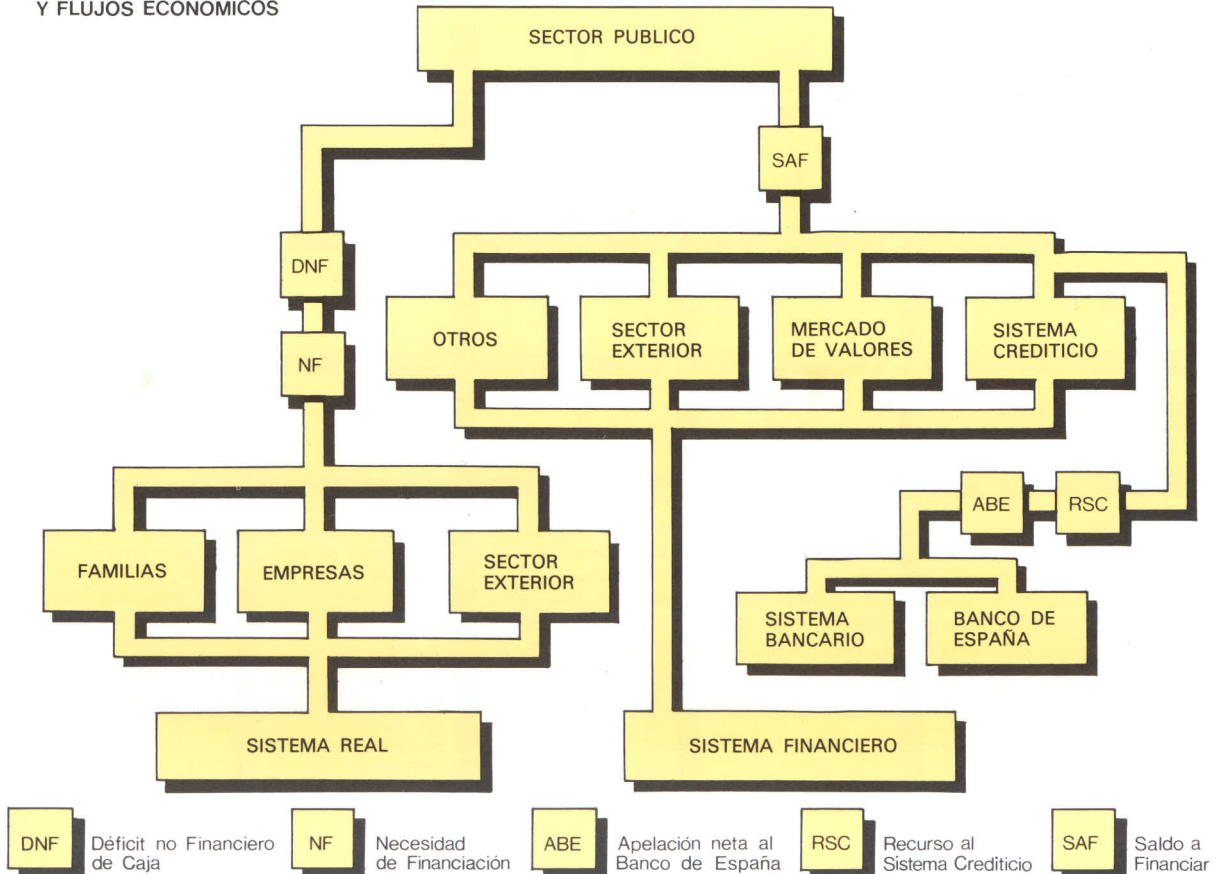 Y FLUJOS ECONOMICOS
SECTOR PUBLICO
SAF
DNF
NF
OTROS
SECTOR
EXTERIOR
MERCADO
DE VALORES
SISTEMA
CREDITICIO
ABE
RSC
FAMILIAS
EMPRESAS
SECTOR
EXTERIOR
SISTEMA
BANCARIO
BANCO DE
ESPAÑA
SISTEMA REAL
SISTEMA FINANCIERO
DNF
Déficit no Financiero
de Caja
NF
Necesidad
de Financiación
ABE
Apelación neta al
Banco de España
RSC
Recurso al
Sistema Crediticio
SAF
Saldo a
Financiar